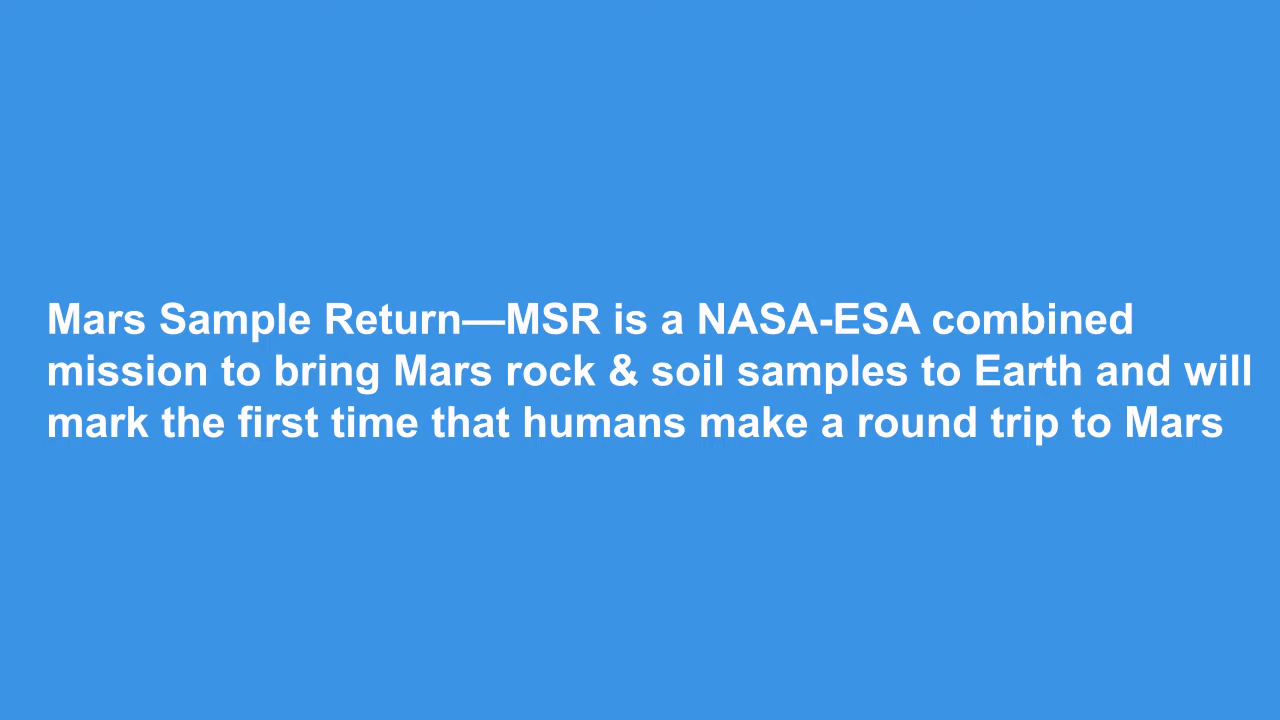 Mars Sample Return—MSR is a NASA-ESA combined
mission to bring Mars rock & soil samples to Earth and will
mark the first time that humans make a round trip to Mars